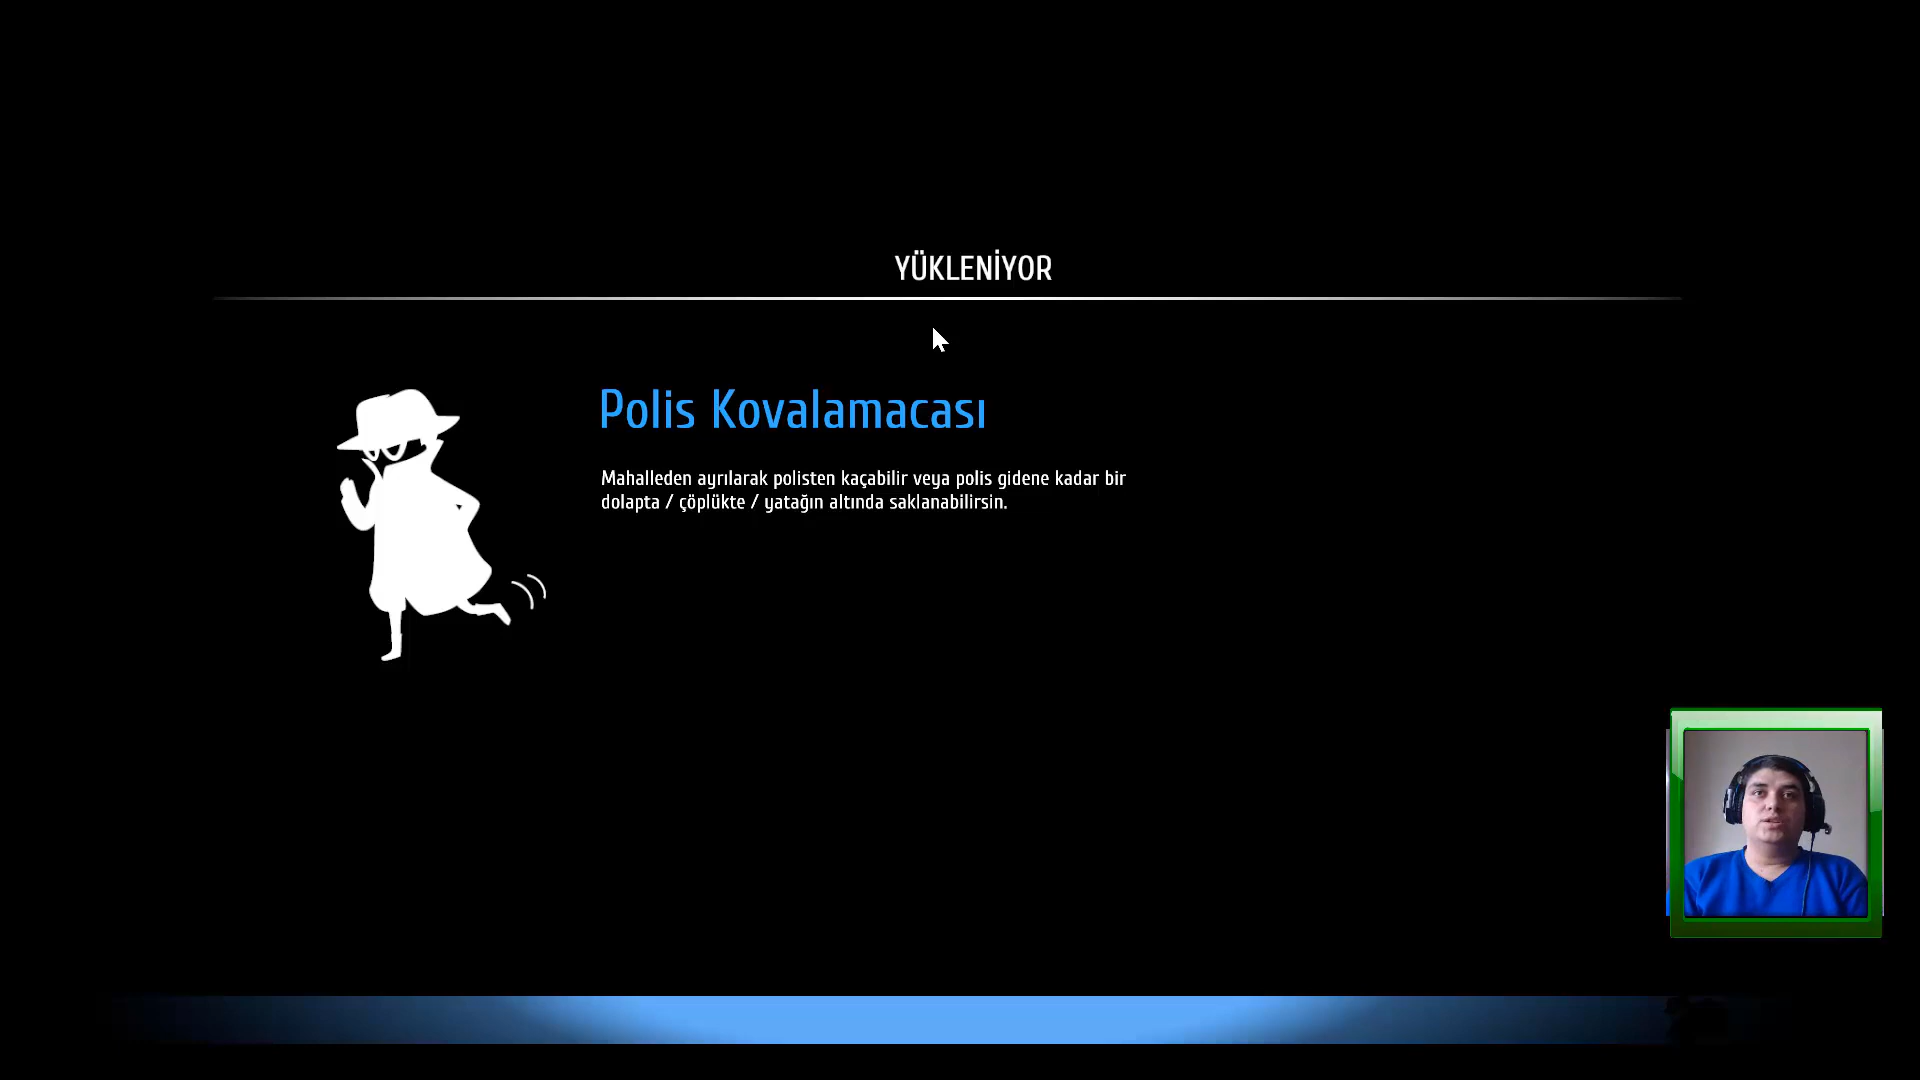 YÜKLENİYOR
Polis Kovalamacası
Mahalleden ayrılarak polisten kaçabilir veya polis gidene kadar bir
dolapta / çöplükte / yatağın altında saklanabilirsin.